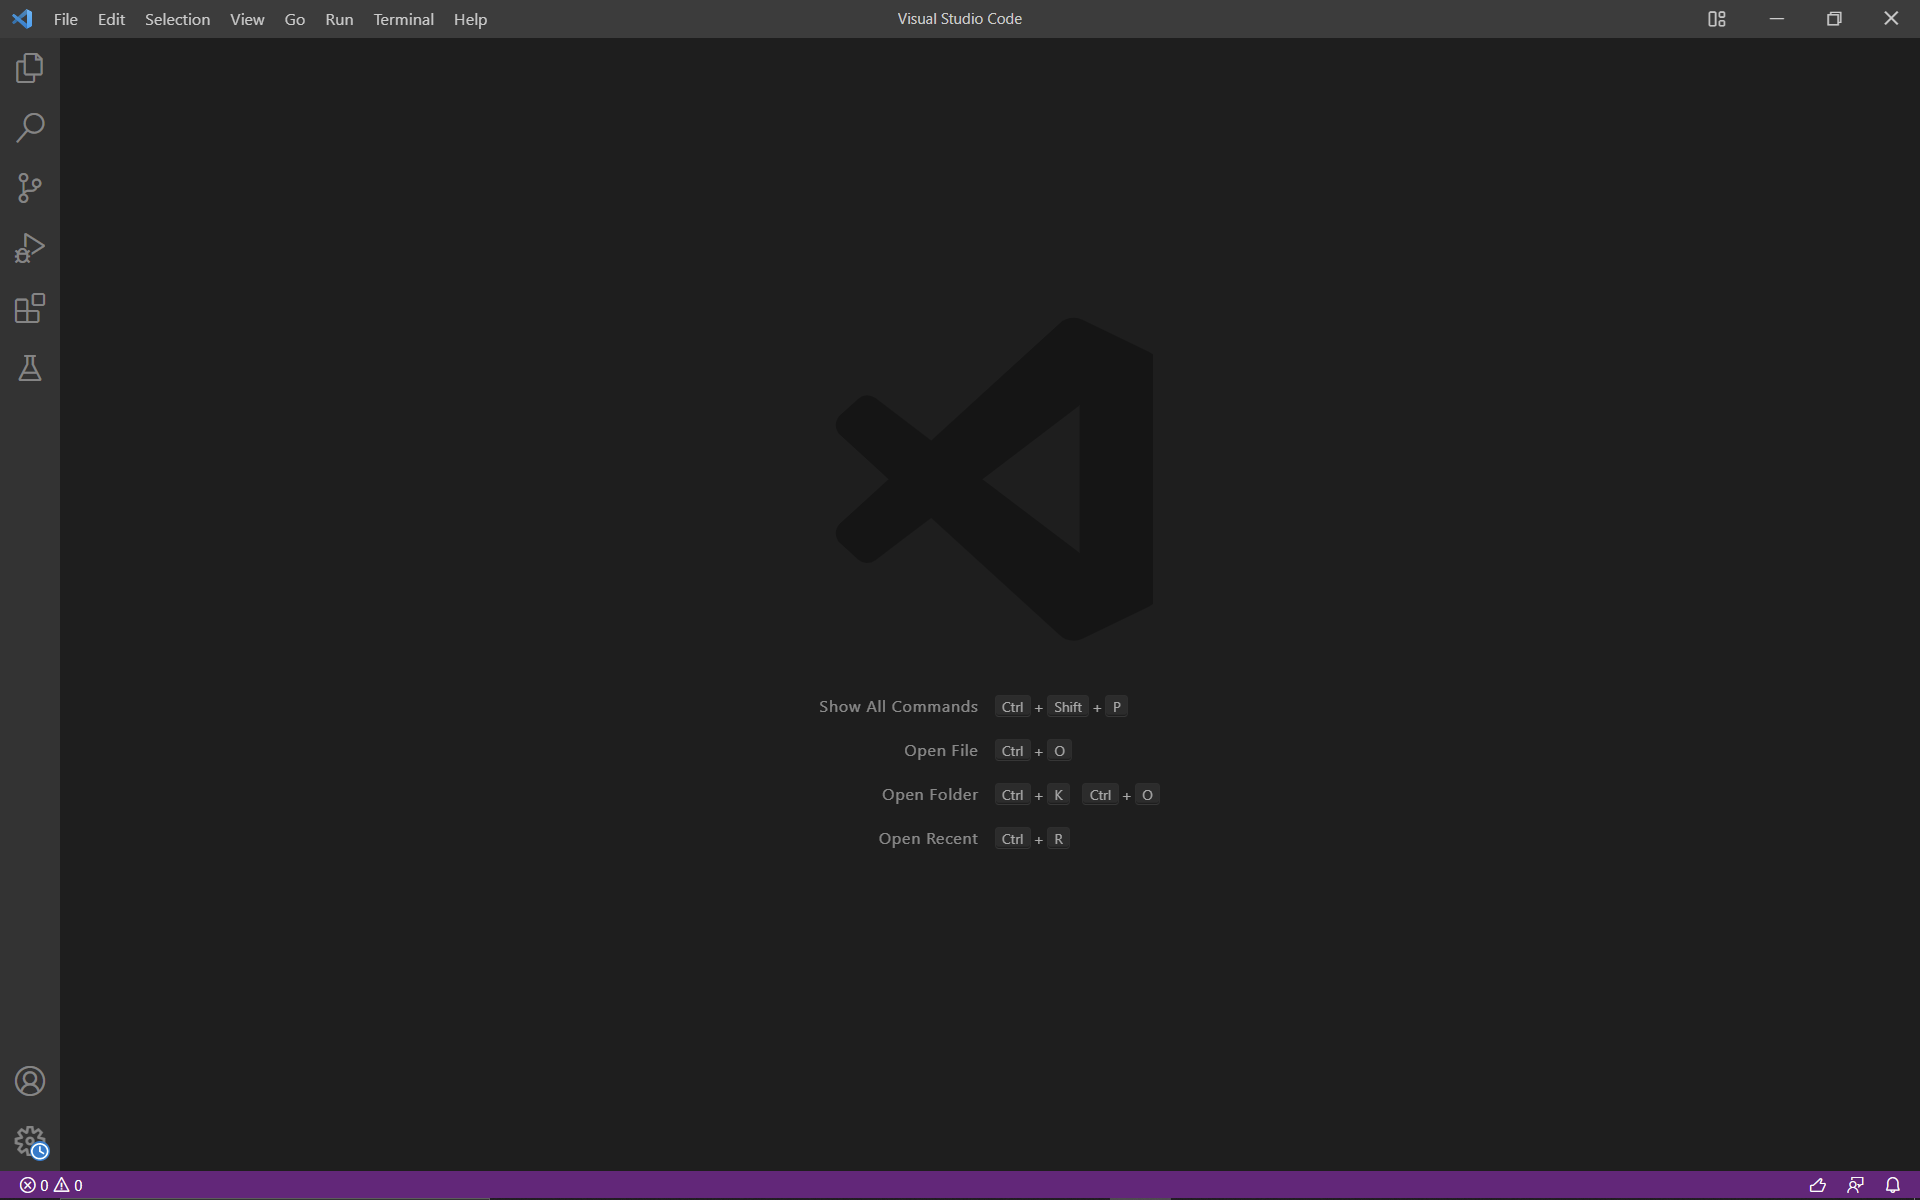 File Edit Selection View Go Run Terminal Help Visual Studio Code
Show All Commands Ctrl + Shift + P
Open File Ctrl + O
Open Folder Ctrl + K Ctrl + O
Open Recent Ctrl + R
0 0